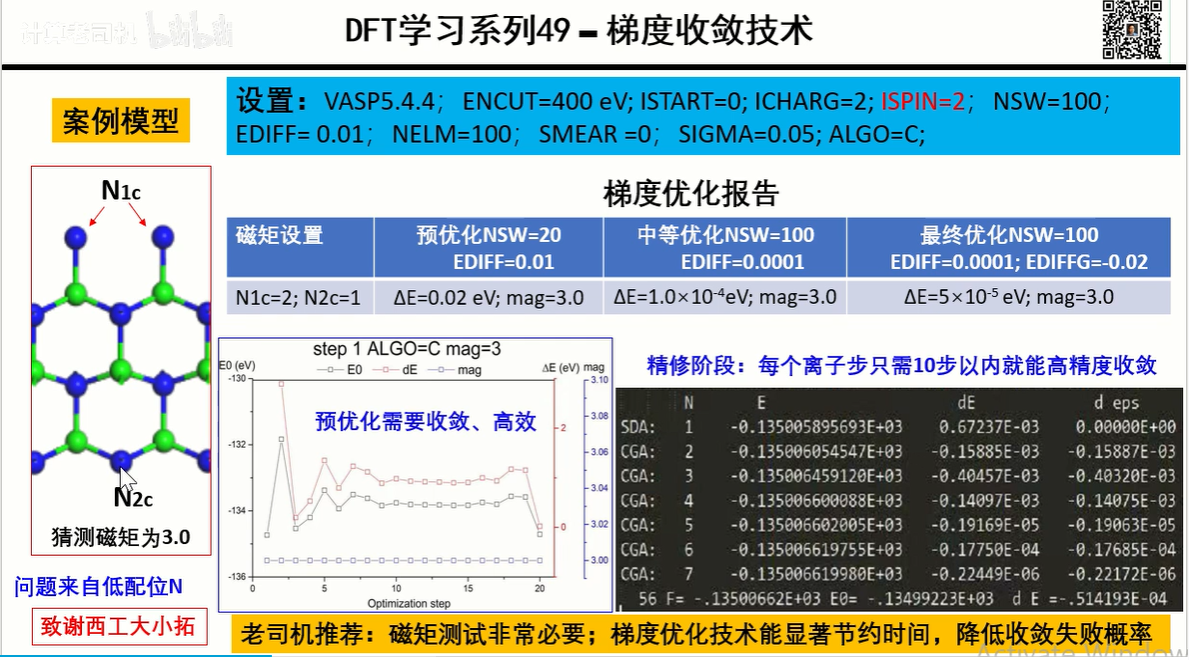 计算老司机 bilibili
DFT学习系列49 – 梯度收敛技术
案例模型
设置：VASP5.4.4； ENCUT=400 eV; ISTART=0; ICHARG=2; ISPIN=2； NSW=100；
EDIFF= 0.01； NELM=100； SMEAR =0； SIGMA=0.05; ALGO=C;
N1c
N2c
猜测磁矩为3.0
问题来自低配位N
致谢西工大小拓
梯度优化报告
磁矩设置 预优化NSW=20 中等优化NSW=100 最终优化NSW=100
EDIFF=0.01 EDIFF=0.0001 EDIFF=0.0001; EDIFFG=-0.02
N1c=2; N2c=1 ΔE=0.02 eV; mag=3.0 ΔE=1.0×10-4eV; mag=3.0 ΔE=5×10-5 eV; mag=3.0
step 1 ALGO=C mag=3
E0 (eV) E0 dE mag ΔE (eV) mag
预优化需要收敛、高效
-130
-132
-134
-136
2
0
3.10
3.08
3.06
3.04
3.02
3.00
0 5 10 15 20
Optimization step
精修阶段：每个离子步只需10步以内就能高精度收敛
N E dE d eps
SDA: 1 -0.135005895693E+03 0.67237E-03 0.00000E+00
CGA: 2 -0.135006054547E+03 -0.15885E-03 -0.15887E-03
CGA: 3 -0.135006459120E+03 -0.40457E-03 -0.40320E-03
CGA: 4 -0.135006600088E+03 -0.14097E-03 -0.14075E-03
CGA: 5 -0.135006602005E+03 -0.19169E-05 -0.19063E-05
CGA: 6 -0.135006619755E+03 -0.17750E-04 -0.17685E-04
CGA: 7 -0.135006619980E+03 -0.22449E-06 -0.22172E-06
56 F= -.13500662E+03 E0= -.13499223E+03 d E =-.514193E-04
老司机推荐：磁矩测试非常必要；梯度优化技术能显著节约时间，降低收敛失败概率
Activate Window